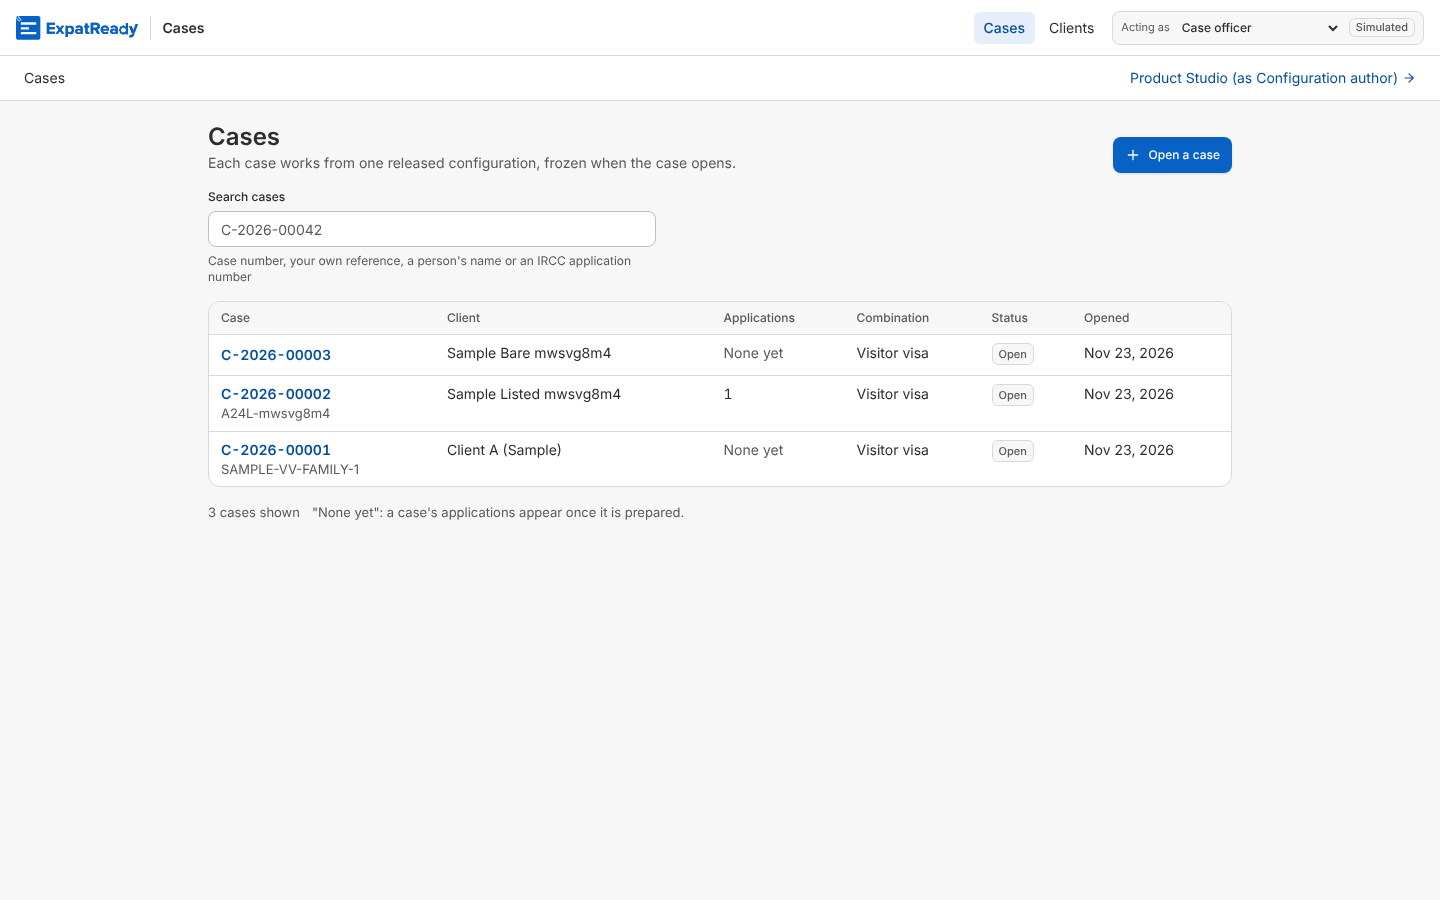 ExpatReady
Cases
Cases
Clients
Acting as
Case officer
Simulated
Cases
Product Studio (as Configuration author) →
Cases
Each case works from one released configuration, frozen when the case opens.
+ Open a case
Search cases
C-2026-00042
Case number, your own reference, a person's name or an IRCC application
number
Case Client Applications Combination Status Opened
C-2026-00003 Sample Bare mwsvg8m4 None yet Visitor visa Open Nov 23, 2026
C-2026-00002 Sample Listed mwsvg8m4 1 Visitor visa Open Nov 23, 2026
A24L-mwsvg8m4
C-2026-00001 Client A (Sample) None yet Visitor visa Open Nov 23, 2026
SAMPLE-VV-FAMILY-1
3 cases shown "None yet": a case's applications appear once it is prepared.